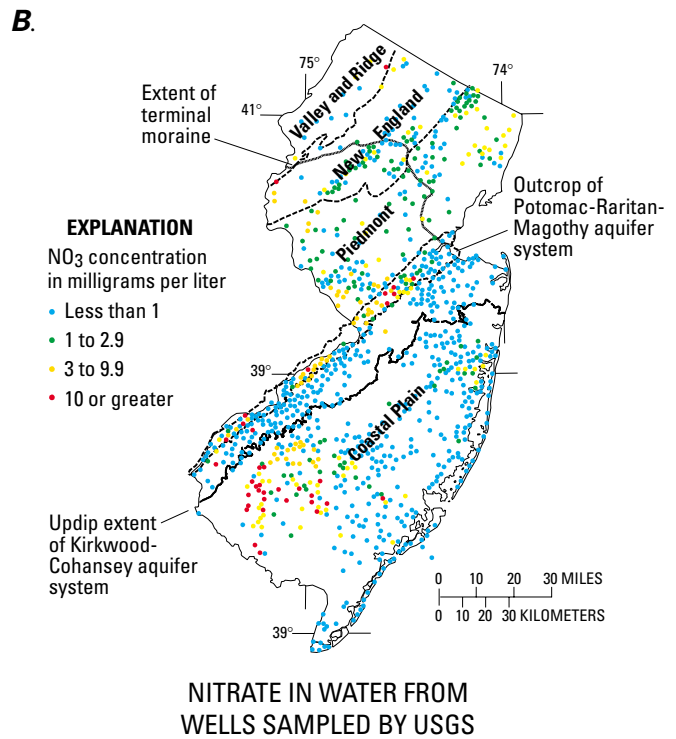 B.
75°
74°
41°
Valley and Ridge
New England
Piedmont
Coastal Plain
Extent of
terminal
moraine
Outcrop of
Potomac-Raritan-
Magothy aquifer
system
EXPLANATION
NO3 concentration
in milligrams per liter
Less than 1
1 to 2.9
3 to 9.9
10 or greater
39°
Updip extent
of Kirkwood-
Cohansey aquifer
system
0 10 20 30 MILES
0 10 20 30 KILOMETERS
39°
NITRATE IN WATER FROM
WELLS SAMPLED BY USGS